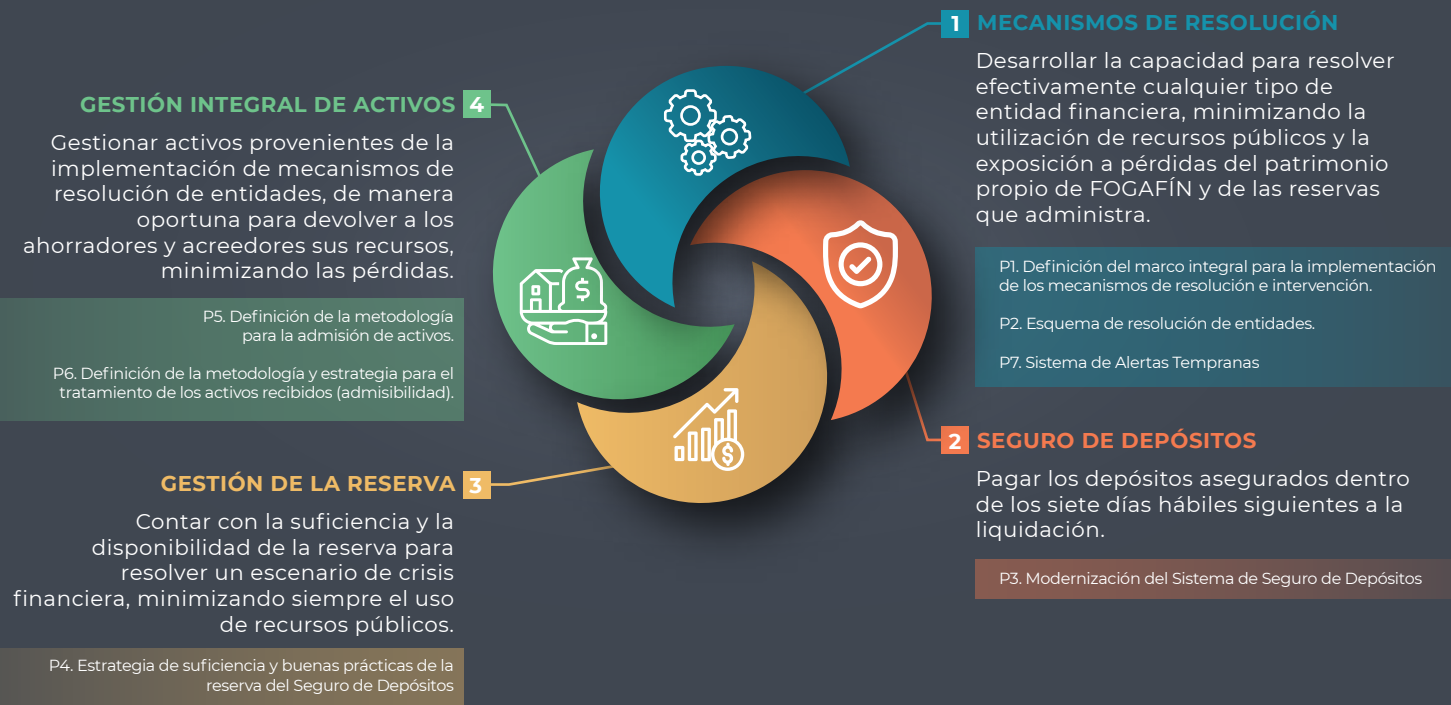 1 MECANISMOS DE RESOLUCIÓN
Desarrollar la capacidad para resolver
efectivamente cualquier tipo de
entidad financiera, minimizando la
utilización de recursos públicos y la
exposición a pérdidas del patrimonio
propio de FOGAFÍN y de las reservas
que administra.
P1. Definición del marco integral para la implementación
de los mecanismos de resolución e intervención.
P2. Esquema de resolución de entidades.
P7. Sistema de Alertas Tempranas
2 SEGURO DE DEPÓSITOS
Pagar los depósitos asegurados dentro
de los siete días hábiles siguientes a la
liquidación.
P3. Modernización del Sistema de Seguro de Depósitos
GESTIÓN DE LA RESERVA 3
Contar con la suficiencia y la
disponibilidad de la reserva para
resolver un escenario de crisis
financiera, minimizando siempre el uso
de recursos públicos.
P4. Estrategia de suficiencia y buenas prácticas de la
reserva del Seguro de Depósitos
GESTIÓN INTEGRAL DE ACTIVOS 4
Gestionar activos provenientes de la
implementación de mecanismos de
resolución de entidades, de manera
oportuna para devolver a los
ahorradores y acreedores sus recursos,
minimizando las pérdidas.
P5. Definición de la metodología
para la admisión de activos.
P6. Definición de la metodología y estrategia para el
tratamiento de los activos recibidos (admisibilidad).
$
$